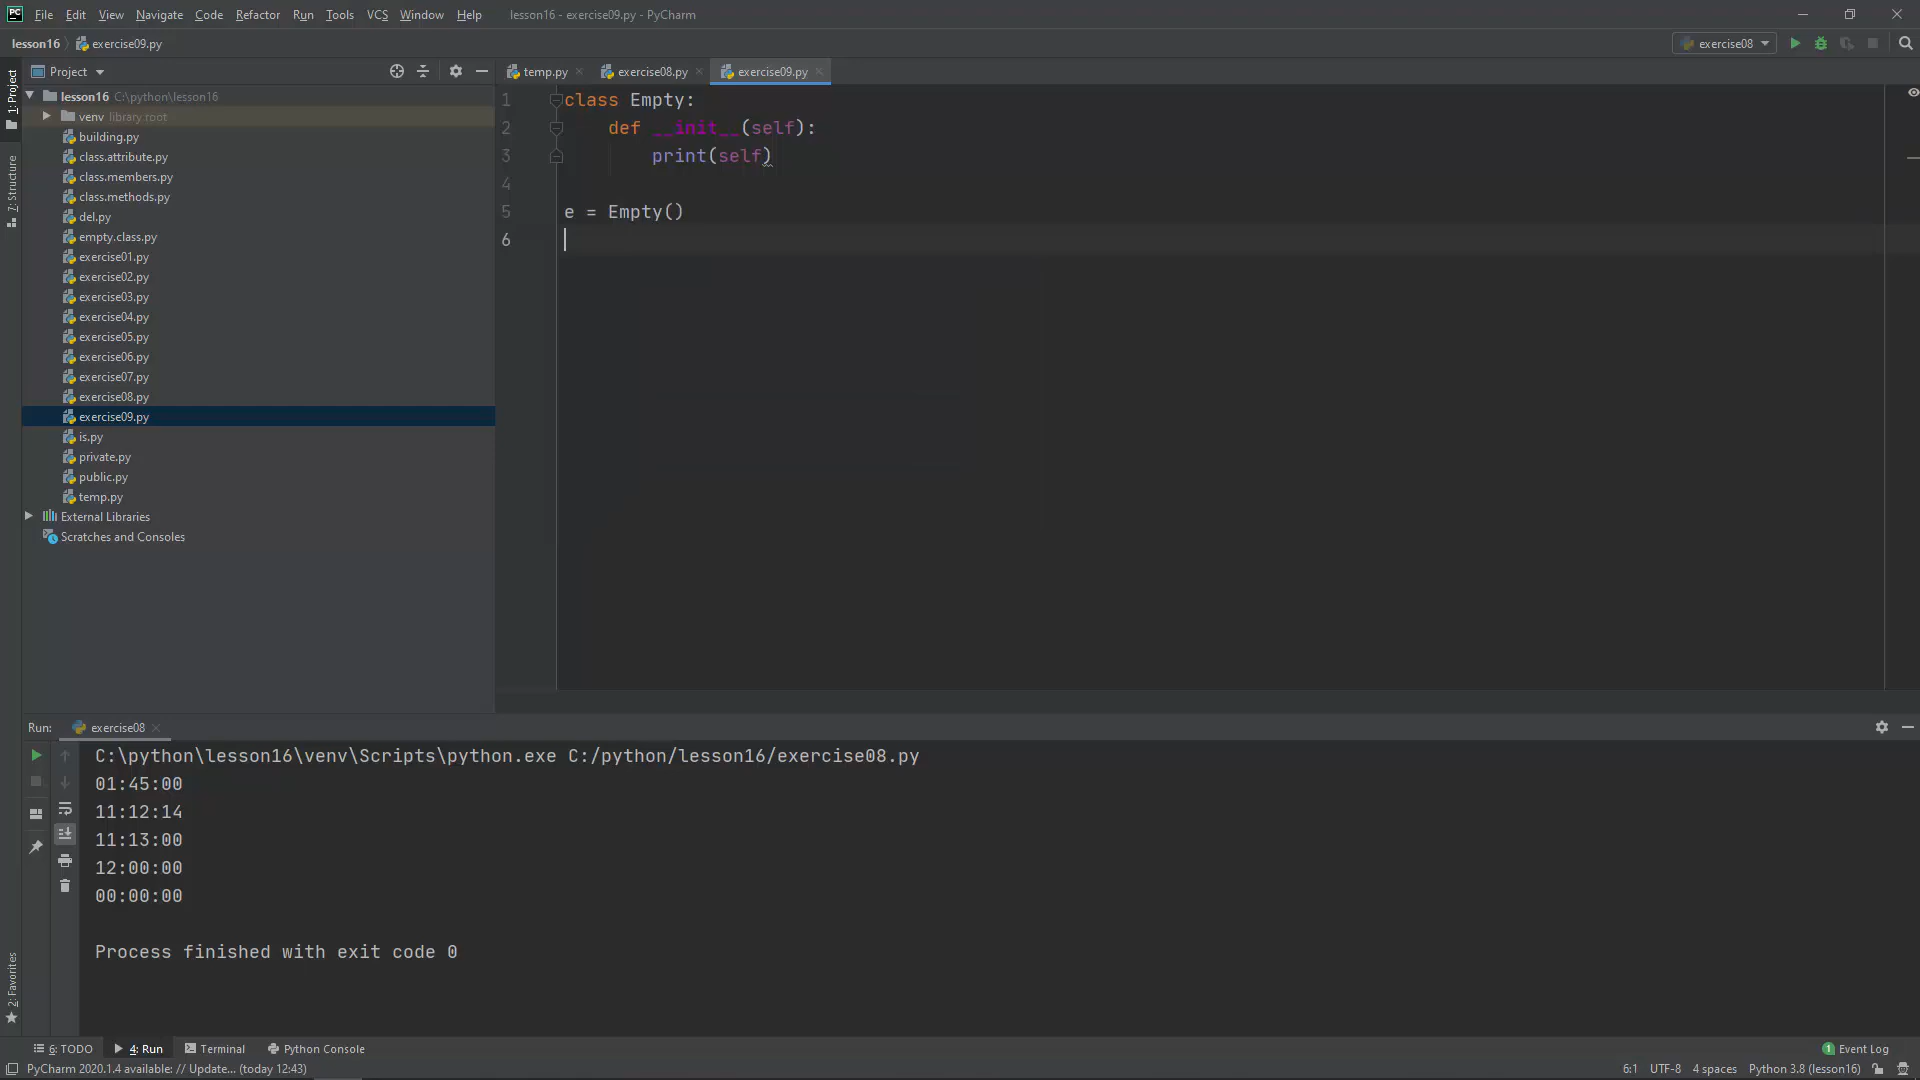 File Edit View Navigate Code Refactor Run Tools VCS Window Help lesson16 - exercise09.py - PyCharm
lesson16 exercise09.py exercise08
Project
temp.py exercise08.py exercise09.py
lesson16 C:\python\lesson16
venv library root
building.py
class.attribute.py
class.members.py
class.methods.py
del.py
empty.class.py
exercise01.py
exercise02.py
exercise03.py
exercise04.py
exercise05.py
exercise06.py
exercise07.py
exercise08.py
exercise09.py
is.py
private.py
public.py
temp.py
External Libraries
Scratches and Consoles
1: Project
7: Structure
2: Favorites
1 class Empty:
2 def __init__(self):
3 print(self)
4
5 e = Empty()
6
Run: exercise08
C:\python\lesson16\venv\Scripts\python.exe C:/python/lesson16/exercise08.py
01:45:00
11:12:14
11:13:00
12:00:00
00:00:00
Process finished with exit code 0
6: TODO 4: Run Terminal Python Console 1 Event Log
PyCharm 2020.1.4 available: // Update... (today 12:43) 6:1 UTF-8 4 spaces Python 3.8 (lesson16)